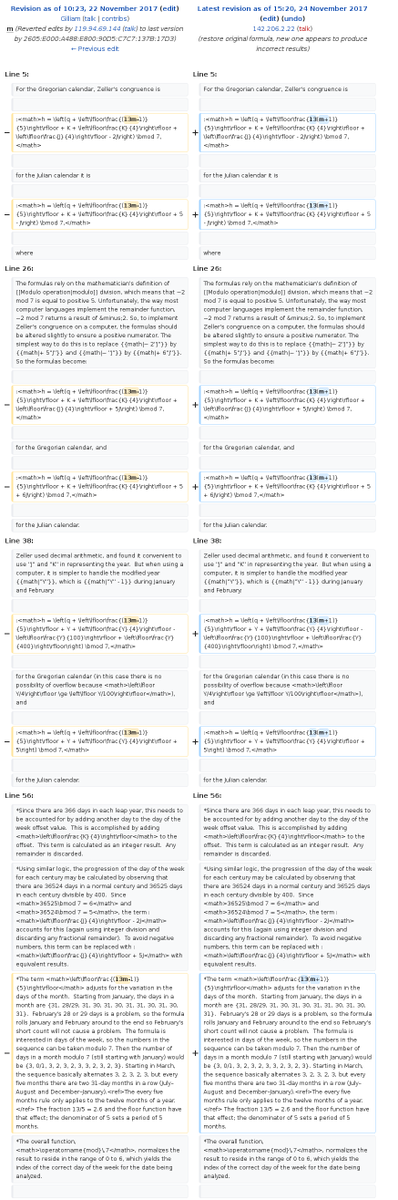 Revision as of 10:23, 22 November 2017 (edit)
Gilliam (talk | contribs)
m (Reverted edits by 119.94.69.144 (talk) to last version
by 2605:E000:A48B:E800:90D5:C7C7:137B:17D3)
← Previous edit
Latest revision as of 15:20, 24 November 2017
(edit) (undo)
142.206.2.22 (talk)
(restore original formula, new one appears to produce
incorrect results)
Line 5:
Line 5:
For the Gregorian calendar, Zeller's congruence is
For the Gregorian calendar, Zeller's congruence is
− :<math>h = \left(q + \left\lfloor\frac{(13m-1)}
{5}\right\rfloor + K + \left\lfloor\frac{K}{4}\right\rfloor +
\left\lfloor\frac{J}{4}\right\rfloor - 2J\right) \bmod 7,
</math>
+ :<math>h = \left(q + \left\lfloor\frac{13(m+1)}
{5}\right\rfloor + K + \left\lfloor\frac{K}{4}\right\rfloor +
\left\lfloor\frac{J}{4}\right\rfloor - 2J\right) \bmod 7,
</math>
for the Julian calendar it is
for the Julian calendar it is
− :<math>h = \left(q + \left\lfloor\frac{(13m-1)}
{5}\right\rfloor + K + \left\lfloor\frac{K}{4}\right\rfloor + 5
- J\right) \bmod 7,</math>
+ :<math>h = \left(q + \left\lfloor\frac{13(m+1)}
{5}\right\rfloor + K + \left\lfloor\frac{K}{4}\right\rfloor + 5
- J\right) \bmod 7,</math>
where
where
Line 26:
Line 26:
The formulas rely on the mathematician's definition of
[[Modulo operation|modulo]] division, which means that −2
mod 7 is equal to positive 5. Unfortunately, the way most
computer languages implement the remainder function,
−2 mod 7 returns a result of &minus;2. So, to implement
Zeller's congruence on a computer, the formulas should
be altered slightly to ensure a positive numerator. The
simplest way to do this is to replace {{math|− 2''J''}} by
{{math|+ 5''J''}} and {{math|− ''J''}} by {{math|+ 6''J''}}.
So the formulas become:
The formulas rely on the mathematician's definition of
[[Modulo operation|modulo]] division, which means that −2
mod 7 is equal to positive 5. Unfortunately, the way most
computer languages implement the remainder function,
−2 mod 7 returns a result of &minus;2. So, to implement
Zeller's congruence on a computer, the formulas should
be altered slightly to ensure a positive numerator. The
simplest way to do this is to replace {{math|− 2''J''}} by
{{math|+ 5''J''}} and {{math|− ''J''}} by {{math|+ 6''J''}}.
So the formulas become:
− :<math>h = \left(q + \left\lfloor\frac{(13m-1)}
{5}\right\rfloor + K + \left\lfloor\frac{K}{4}\right\rfloor +
\left\lfloor\frac{J}{4}\right\rfloor + 5J\right) \bmod 7,
</math>
+ :<math>h = \left(q + \left\lfloor\frac{13(m+1)}
{5}\right\rfloor + K + \left\lfloor\frac{K}{4}\right\rfloor +
\left\lfloor\frac{J}{4}\right\rfloor + 5J\right) \bmod 7,
</math>
for the Gregorian calendar, and
for the Gregorian calendar, and
− :<math>h = \left(q + \left\lfloor\frac{(13m-1)}
{5}\right\rfloor + K + \left\lfloor\frac{K}{4}\right\rfloor + 5
+ 6J\right) \bmod 7,</math>
+ :<math>h = \left(q + \left\lfloor\frac{13(m+1)}
{5}\right\rfloor + K + \left\lfloor\frac{K}{4}\right\rfloor + 5
+ 6J\right) \bmod 7,</math>
for the Julian calendar.
for the Julian calendar.
Line 38:
Line 38:
Zeller used decimal arithmetic, and found it convenient to
use ''J'' and ''K'' in representing the year. But when using a
computer, it is simpler to handle the modified year
{{math|''Y''}}, which is {{math|''Y'' - 1}} during January
and February:
Zeller used decimal arithmetic, and found it convenient to
use ''J'' and ''K'' in representing the year. But when using a
computer, it is simpler to handle the modified year
{{math|''Y''}}, which is {{math|''Y'' - 1}} during January
and February:
− :<math>h = \left(q + \left\lfloor\frac{(13m-1)}
{5}\right\rfloor + Y + \left\lfloor\frac{Y}{4}\right\rfloor -
\left\lfloor\frac{Y}{100}\right\rfloor + \left\lfloor\frac{Y}
{400}\right\rfloor\right) \bmod 7,</math>
+ :<math>h = \left(q + \left\lfloor\frac{13(m+1)}
{5}\right\rfloor + Y + \left\lfloor\frac{Y}{4}\right\rfloor -
\left\lfloor\frac{Y}{100}\right\rfloor + \left\lfloor\frac{Y}
{400}\right\rfloor\right) \bmod 7,</math>
for the Gregorian calendar (in this case there is no
possibility of overflow because <math>\left\lfloor
Y/4\right\rfloor \ge \left\lfloor Y/100\right\rfloor</math>),
and
for the Gregorian calendar (in this case there is no
possibility of overflow because <math>\left\lfloor
Y/4\right\rfloor \ge \left\lfloor Y/100\right\rfloor</math>),
and
− :<math>h = \left(q + \left\lfloor\frac{(13m-1)}
{5}\right\rfloor + Y + \left\lfloor\frac{Y}{4}\right\rfloor +
5\right) \bmod 7,</math>
+ :<math>h = \left(q + \left\lfloor\frac{13(m+1)}
{5}\right\rfloor + Y + \left\lfloor\frac{Y}{4}\right\rfloor +
5\right) \bmod 7,</math>
for the Julian calendar.
for the Julian calendar.
Line 56:
Line 56:
*Since there are 366 days in each leap year, this needs to
be accounted for by adding another day to the day of the
week offset value. This is accomplished by adding
<math>\left\lfloor\frac{K}{4}\right\rfloor</math> to the
offset. This term is calculated as an integer result. Any
remainder is discarded.
*Since there are 366 days in each leap year, this needs to
be accounted for by adding another day to the day of the
week offset value. This is accomplished by adding
<math>\left\lfloor\frac{K}{4}\right\rfloor</math> to the
offset. This term is calculated as an integer result. Any
remainder is discarded.
*Using similar logic, the progression of the day of the week
for each century may be calculated by observing that
there are 36524 days in a normal century and 36525 days
in each century divisible by 400. Since
<math>36525\bmod 7 = 6</math> and
<math>36524\bmod 7 = 5</math>, the term :
<math>\left\lfloor\frac{J}{4}\right\rfloor - 2J</math>
accounts for this (again using integer division and
discarding any fractional remainder). To avoid negative
numbers, this term can be replaced with :
<math>\left\lfloor\frac{J}{4}\right\rfloor + 5J</math> with
equivalent results.
*Using similar logic, the progression of the day of the week
for each century may be calculated by observing that
there are 36524 days in a normal century and 36525 days
in each century divisible by 400. Since
<math>36525\bmod 7 = 6</math> and
<math>36524\bmod 7 = 5</math>, the term :
<math>\left\lfloor\frac{J}{4}\right\rfloor - 2J</math>
accounts for this (again using integer division and
discarding any fractional remainder). To avoid negative
numbers, this term can be replaced with :
<math>\left\lfloor\frac{J}{4}\right\rfloor + 5J</math> with
equivalent results.
− *The term <math>\left\lfloor\frac{(13m-1)}
{5}\right\rfloor</math> adjusts for the variation in the
days of the month. Starting from January, the days in a
month are {31, 28/29, 31, 30, 31, 30, 31, 31, 30, 31, 30,
31}. February's 28 or 29 days is a problem, so the formula
rolls January and February around to the end so February's
short count will not cause a problem. The formula is
interested in days of the week, so the numbers in the
sequence can be taken modulo 7. Then the number of
days in a month modulo 7 (still starting with January) would
be {3, 0/1, 3, 2, 3, 2, 3, 3, 2, 3, 2, 3}. Starting in March,
the sequence basically alternates 3, 2, 3, 2, 3, but every
five months there are two 31-day months in a row (July–
August and December–January).<ref>The every five
months rule only applies to the twelve months of a year.
</ref> The fraction 13/5 = 2.6 and the floor function have
that effect; the denominator of 5 sets a period of 5
months.
+ *The term <math>\left\lfloor\frac{13(m+1)}
{5}\right\rfloor</math> adjusts for the variation in the
days of the month. Starting from January, the days in a
month are {31, 28/29, 31, 30, 31, 30, 31, 31, 30, 31, 30,
31}. February's 28 or 29 days is a problem, so the formula
rolls January and February around to the end so February's
short count will not cause a problem. The formula is
interested in days of the week, so the numbers in the
sequence can be taken modulo 7. Then the number of
days in a month modulo 7 (still starting with January) would
be {3, 0/1, 3, 2, 3, 2, 3, 3, 2, 3, 2, 3}. Starting in March,
the sequence basically alternates 3, 2, 3, 2, 3, but every
five months there are two 31-day months in a row (July–
August and December–January).<ref>The every five
months rule only applies to the twelve months of a year.
</ref> The fraction 13/5 = 2.6 and the floor function have
that effect; the denominator of 5 sets a period of 5
months.
*The overall function,
<math>\operatorname{mod}\,7</math>, normalizes the
result to reside in the range of 0 to 6, which yields the
index of the correct day of the week for the date being
analyzed.
*The overall function,
<math>\operatorname{mod}\,7</math>, normalizes the
result to reside in the range of 0 to 6, which yields the
index of the correct day of the week for the date being
analyzed.